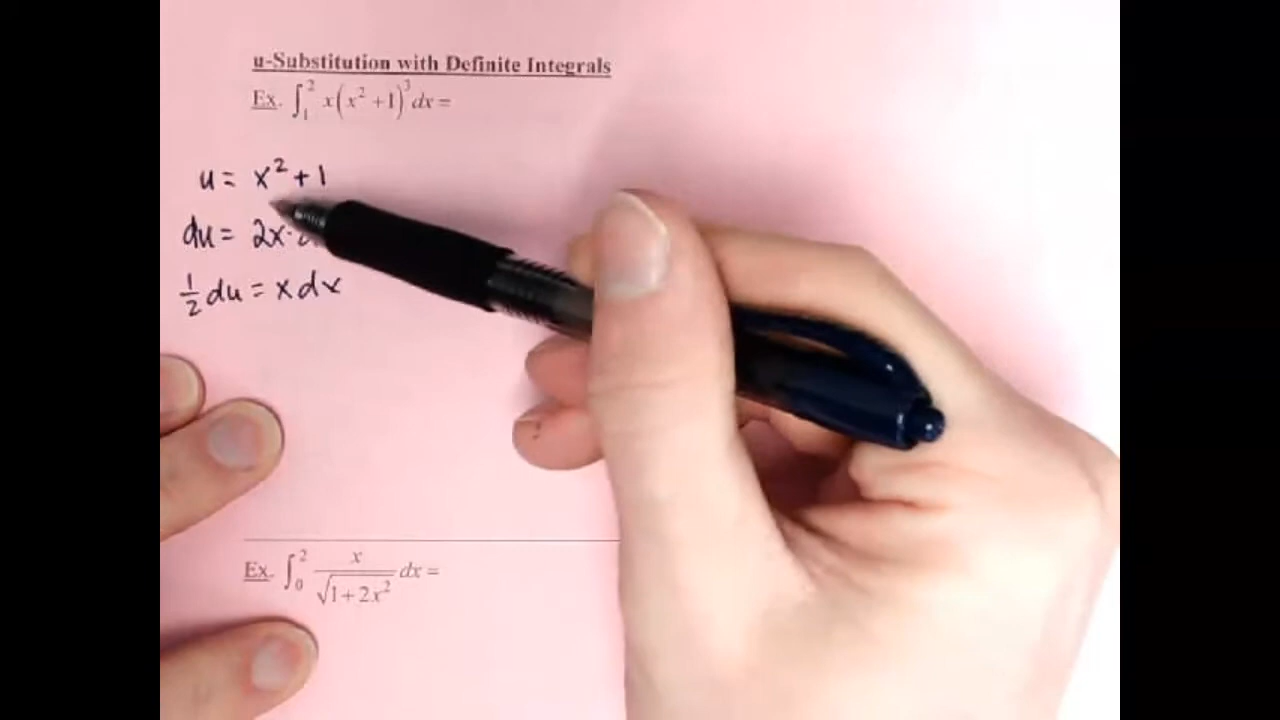 u-Substitution with Definite Integrals
Ex. ∫₁² x(x² +1)³ dx =
u = x² + 1
du = 2x·
½ du = x dx
Ex. ∫₀² x/√(1+2x²) dx =